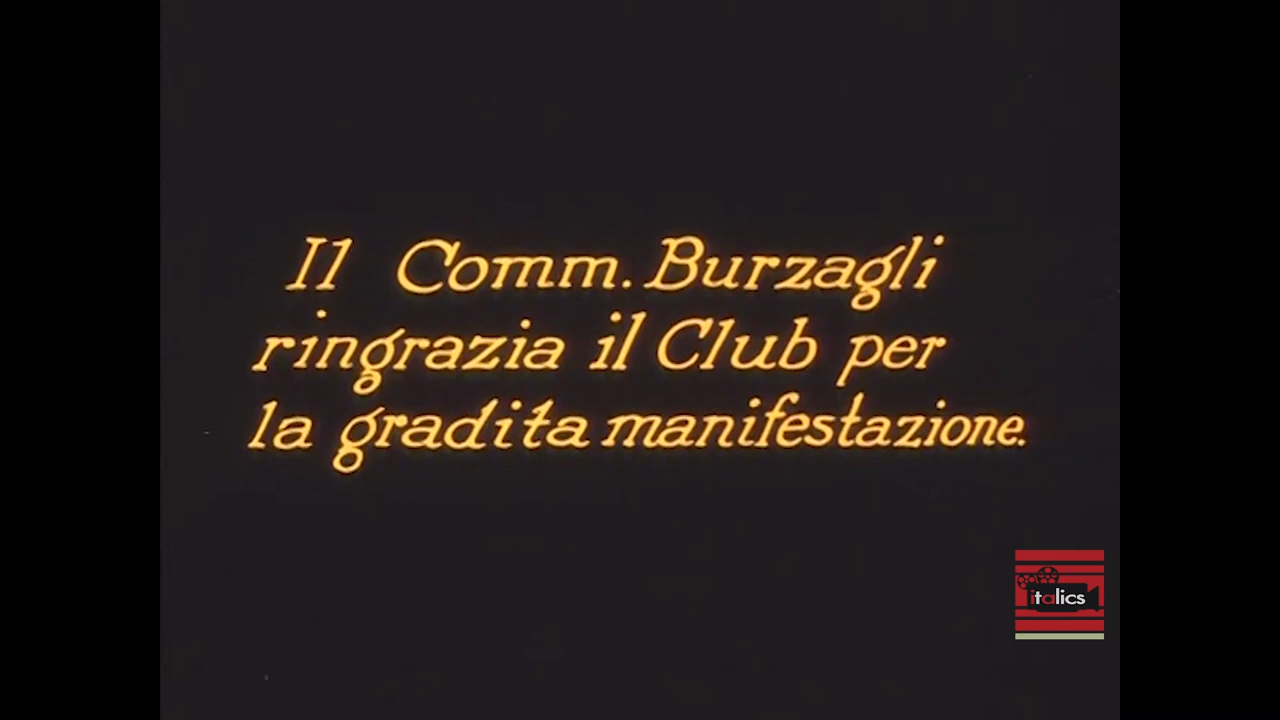 Il Comm. Burzagli
ringrazia il Club per
la gradita manifestazione.
italics